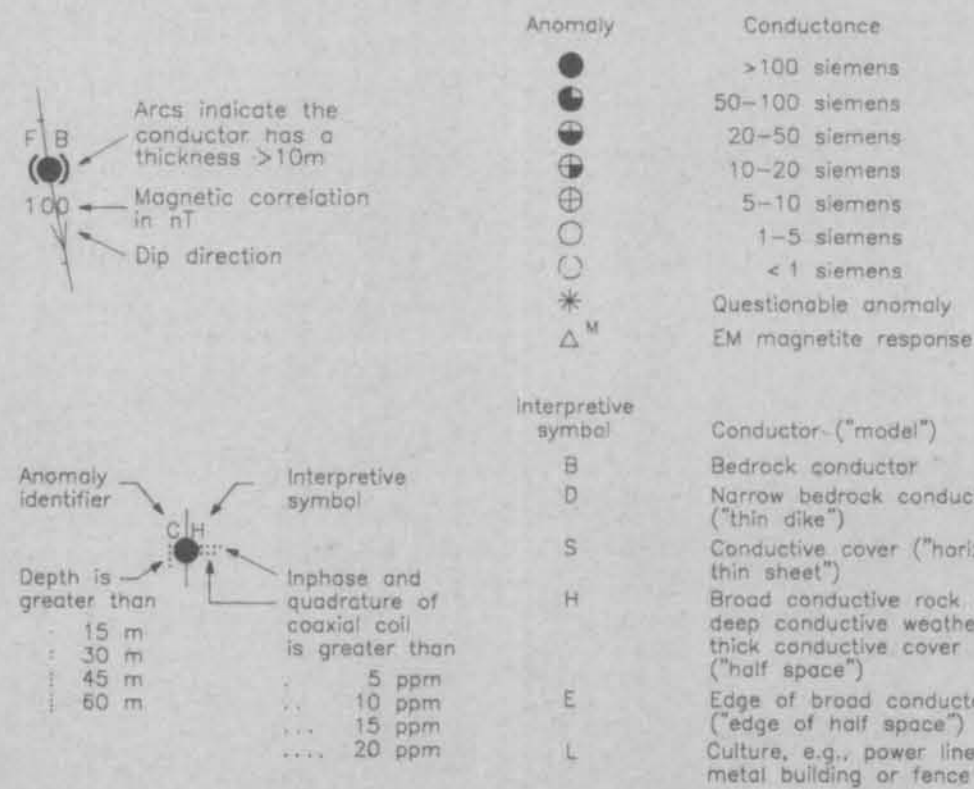 Anomaly Conductance
>100 siemens
50-100 siemens
20-50 siemens
10-20 siemens
5-10 siemens
1-5 siemens
< 1 siemens
Questionable anomaly
M EM magnetite response
F B
Arcs indicate the
conductor has a
thickness >10m
100
Magnetic correlation
in nT
Dip direction
Interpretive
symbol
Conductor ("model")
B Bedrock conductor
D Narrow bedrock
("thin dike")
S Conductive cover
thin sheet")
H Broad conductive rock
deep conductive
thick conductive cover
("half space")
E Edge of broad
("edge of half space")
L Culture, e.g., power line
metal building or fence
Anomaly
identifier
Interpretive
symbol
C H
Depth is
greater than
15 m
30 m
45 m
60 m
Inphase and
quadrature of
coaxial coil
is greater than
. 5 ppm
.. 10 ppm
... 15 ppm
.... 20 ppm